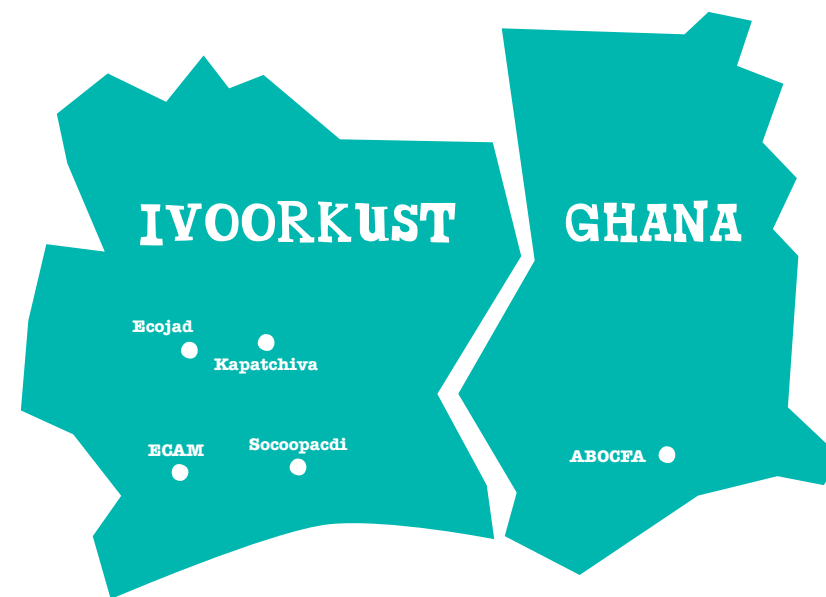 IVOORKUST
GHANA
Ecojad
Kapatchiva
ECAM
Socoopacdi
ABOCFA